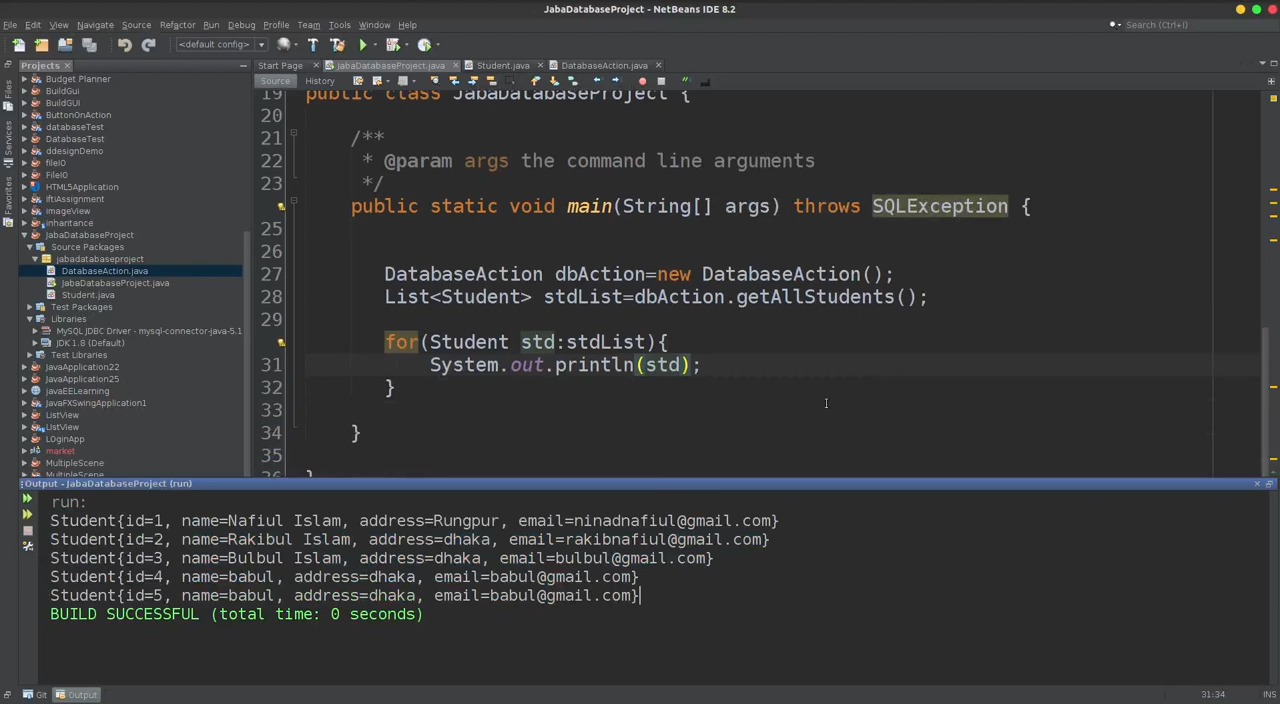 JabaDatabaseProject - NetBeans IDE 8.2
File Edit View Navigate Source Refactor Run Debug Profile Team Tools Window Help
Search (Ctrl+I)
<default config>
Projects
Start Page JabaDatabaseProject.java Student.java DatabaseAction.java
Source History
Files
Services
Favorites
Budget Planner
BuildGui
BuildGUI
ButtonOnAction
databaseTest
DatabaseTest
ddesignDemo
fileIO
FileIO
HTML5Application
IftiAssignment
imageView
inhartance
JabaDatabaseProject
Source Packages
jabadatabaseproject
DatabaseAction.java
JabaDatabaseProject.java
Student.java
Test Packages
Libraries
MySQL JDBC Driver - mysql-connector-java-5.1
JDK 1.8 (Default)
Test Libraries
JavaApplication22
JavaApplication25
javaEELearning
JavaFXSwingApplication1
ListView
LIstView
LOginApp
market
MultipleScene
MultipleScene
19 public class JabaDatabaseProject {
20
21 /**
22 * @param args the command line arguments
23 */
public static void main(String[] args) throws SQLException {
25
26
27 DatabaseAction dbAction=new DatabaseAction();
28 List<Student> stdList=dbAction.getAllStudents();
29
for(Student std:stdList){
31 System.out.println(std);
32 }
33
34 }
35
36 }
Output - JabaDatabaseProject (run)
run:
Student{id=1, name=Nafiul Islam, address=Rungpur, email=ninadnafiul@gmail.com}
Student{id=2, name=Rakibul Islam, address=dhaka, email=rakibnafiul@gmail.com}
Student{id=3, name=Bulbul Islam, address=dhaka, email=bulbul@gmail.com}
Student{id=4, name=babul, address=dhaka, email=babul@gmail.com}
Student{id=5, name=babul, address=dhaka, email=babul@gmail.com}
BUILD SUCCESSFUL (total time: 0 seconds)
Git Output
31:34 INS